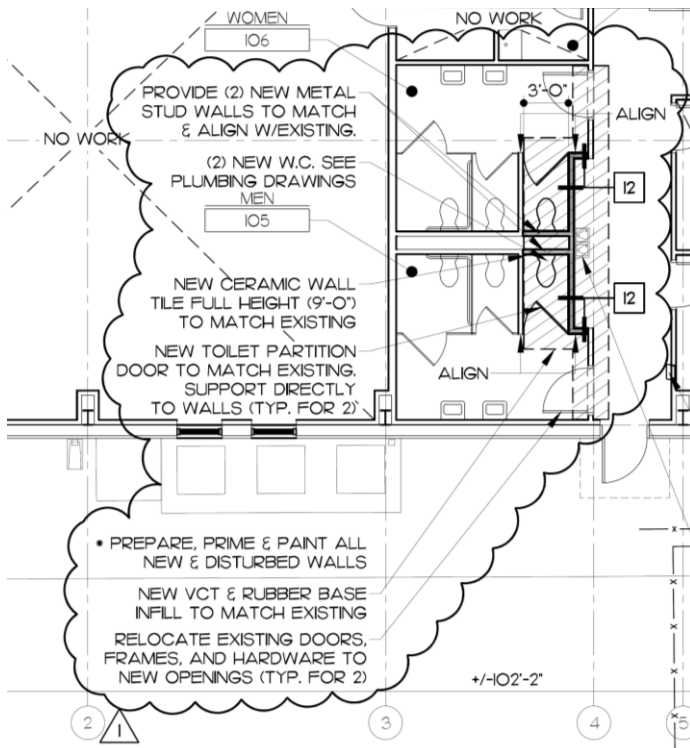 WOMEN
106
NO WORK
PROVIDE (2) NEW METAL
STUD WALLS TO MATCH
& ALIGN W/EXISTING.
3'-0"
ALIGN
NO WORK
(2) NEW W.C. SEE
PLUMBING DRAWINGS
12
MEN
105
NEW CERAMIC WALL
TILE FULL HEIGHT (9'-0")
TO MATCH EXISTING
12
NEW TOILET PARTITION
DOOR TO MATCH EXISTING.
SUPPORT DIRECTLY
TO WALLS (TYP. FOR 2)
ALIGN
• PREPARE, PRIME & PAINT ALL
NEW & DISTURBED WALLS
NEW VCT & RUBBER BASE
INFILL TO MATCH EXISTING
RELOCATE EXISTING DOORS,
FRAMES, AND HARDWARE TO
NEW OPENINGS (TYP. FOR 2)
+/-102'-2"
X
X
X
X
2
1
3
4
5